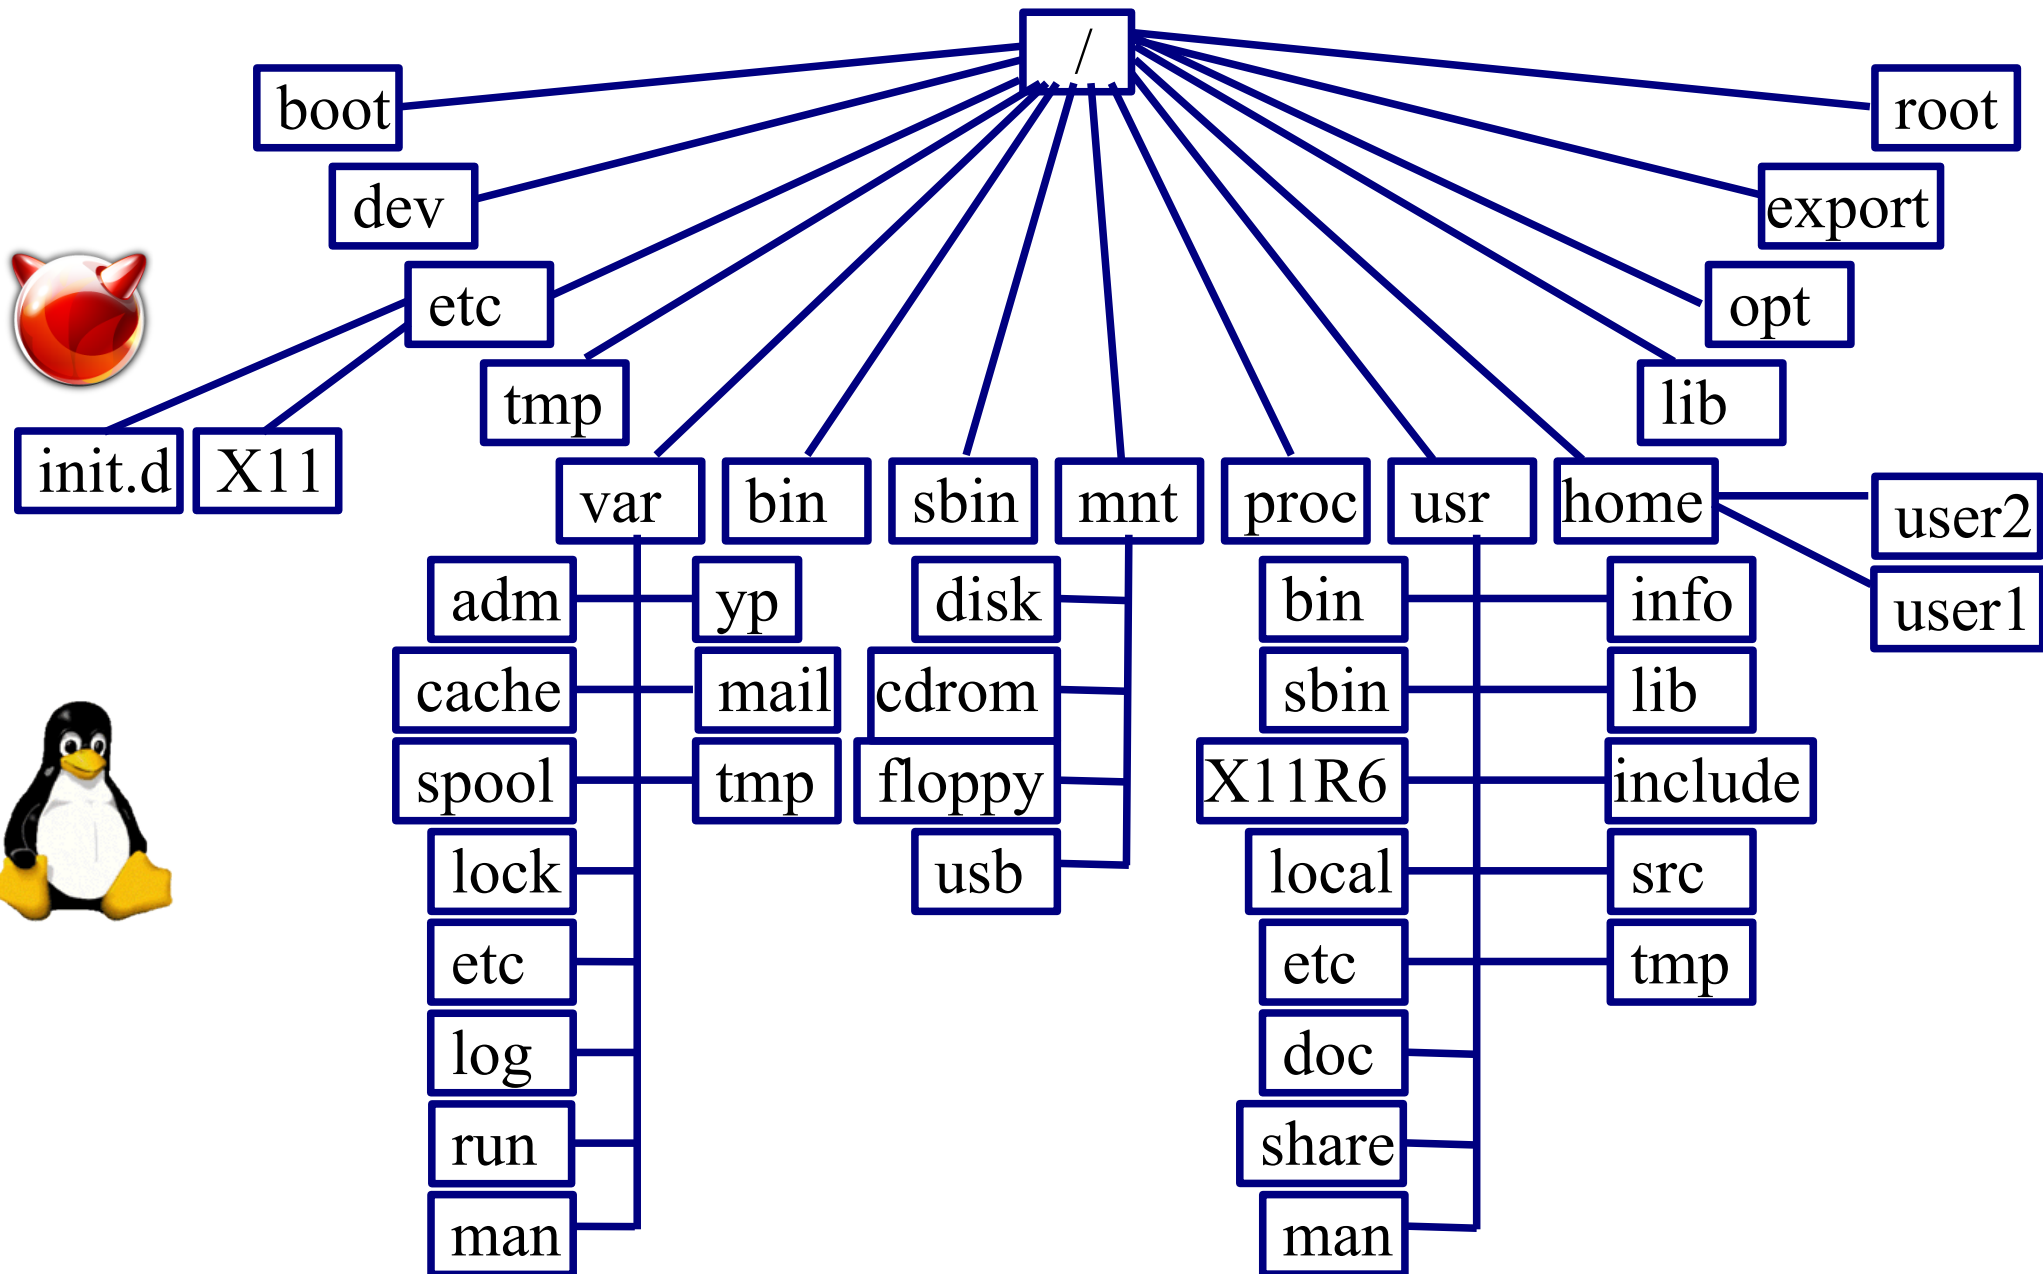 /
boot
root
dev
export
etc
opt
tmp
lib
init.d X11
var bin sbin mnt proc usr home
user2
adm yp disk bin info
user1
cache mail cdrom sbin lib
spool tmp floppy X11R6 include
lock usb local src
etc etc tmp
log doc
run share
man man